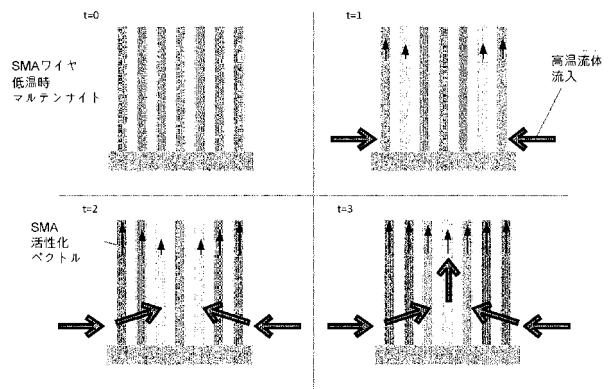 t=0
SMAワイヤ
低温時
マルテンサイト
t=1
高温流体
流入
t=2
SMA
活性化
ベクトル
t=3